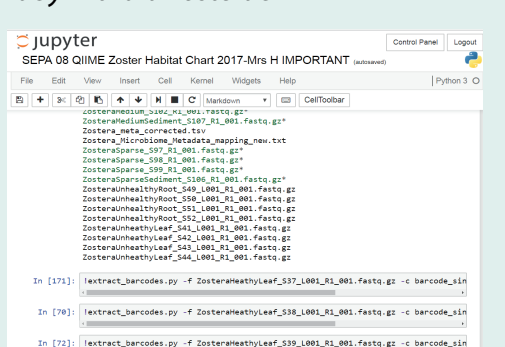 jupyter
Control Panel Logout
SEPA 08 QIIME Zoster Habitat Chart 2017-Mrs H IMPORTANT (autosaved)
File Edit View Insert Cell Kernel Widgets Help Python 3
Markdown CellToolbar
ZosteraMediumSediment_S107_R1_001.fastq.gz*
Zostera_meta_corrected.tsv
Zostera_Microbiome_Metadata_mapping_new.txt
ZosteraSparse_S97_R1_001.fastq.gz*
ZosteraSparse_S98_R1_001.fastq.gz*
ZosteraSparse_S99_R1_001.fastq.gz*
ZosteraSparseSediment_S106_R1_001.fastq.gz*
ZosteraUnhealthyRoot_S49_L001_R1_001.fastq.gz
ZosteraUnhealthyRoot_S50_L001_R1_001.fastq.gz
ZosteraUnhealthyRoot_S51_L001_R1_001.fastq.gz
ZosteraUnhealthyRoot_S52_L001_R1_001.fastq.gz
ZosteraUnheathyLeaf_S41_L001_R1_001.fastq.gz
ZosteraUnheathyLeaf_S42_L001_R1_001.fastq.gz
ZosteraUnheathyLeaf_S43_L001_R1_001.fastq.gz
ZosteraUnheathyLeaf_S44_L001_R1_001.fastq.gz
In [171]: !extract_barcodes.py -f ZosteraHeathyLeaf_S37_L001_R1_001.fastq.gz -c barcode_sin
In [70]: !extract_barcodes.py -f ZosteraHeathyLeaf_S38_L001_R1_001.fastq.gz -c barcode_sin
In [72]: !extract_barcodes.py -f ZosteraHeathyLeaf_S39_L001_R1_001.fastq.gz -c barcode_sin